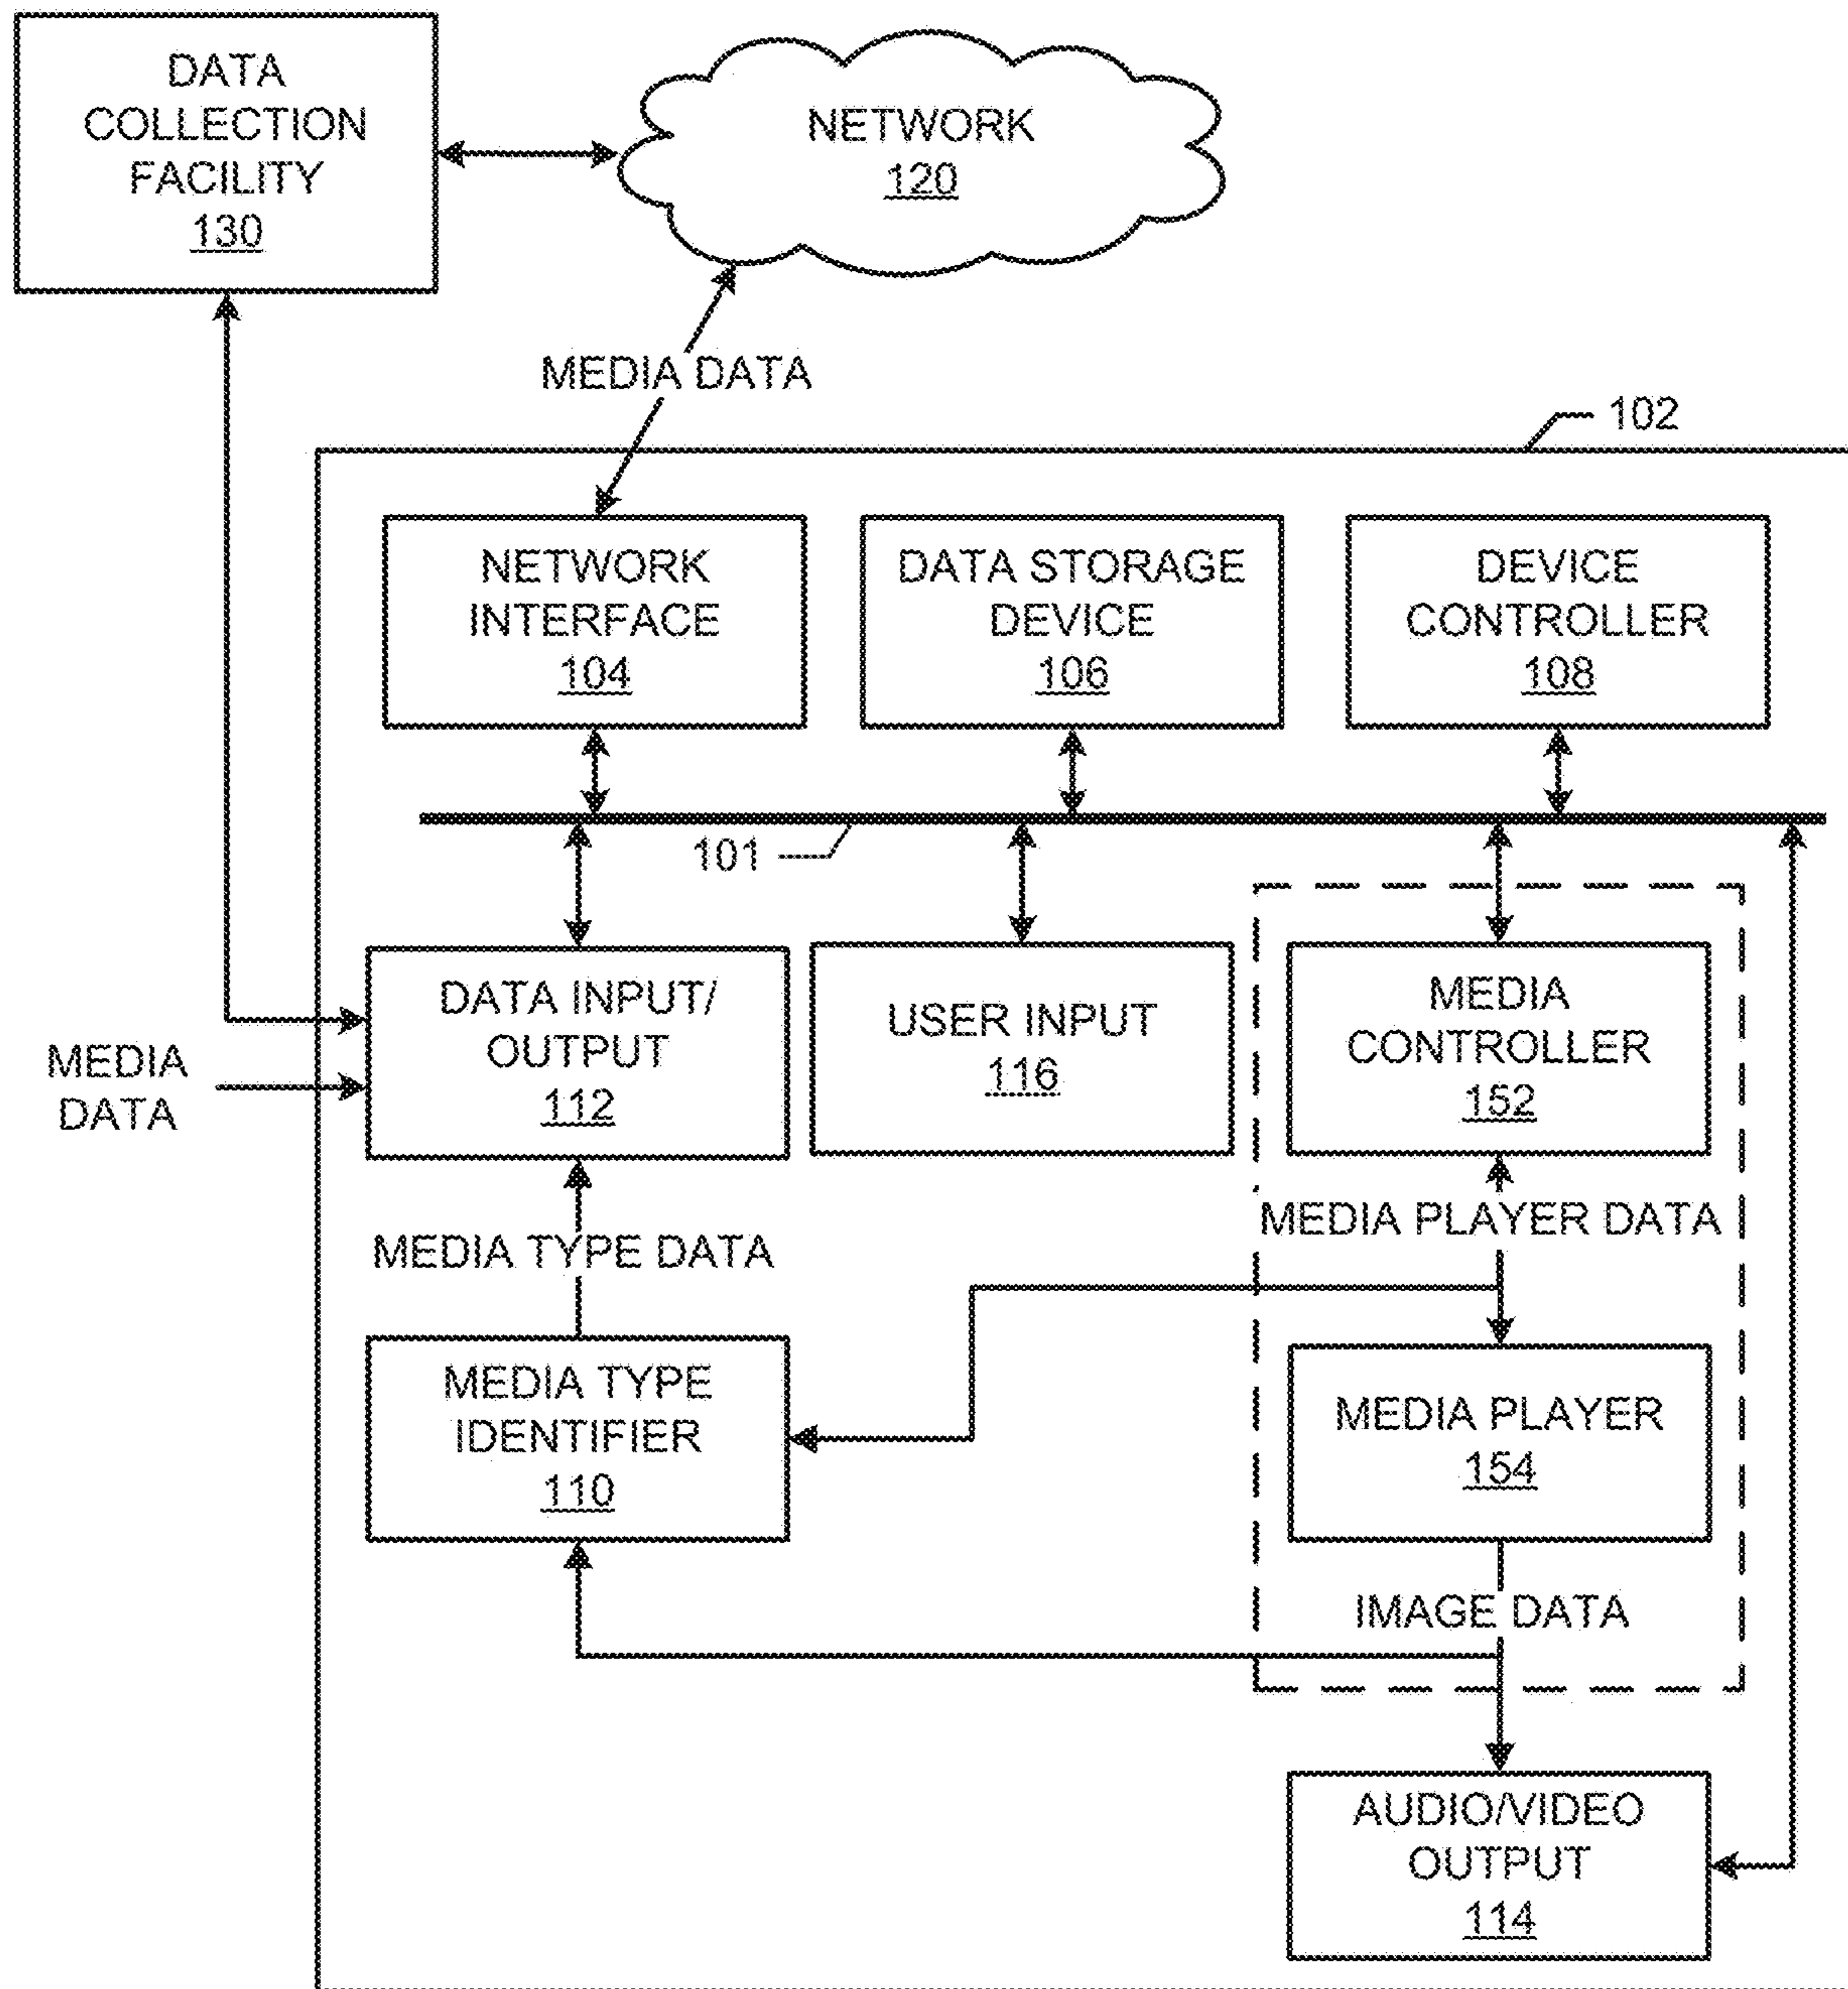 DATA
COLLECTION
FACILITY
130
NETWORK
120
MEDIA DATA
102
NETWORK
INTERFACE
104
DATA STORAGE
DEVICE
106
DEVICE
CONTROLLER
108
101
DATA INPUT/
OUTPUT
112
USER INPUT
116
MEDIA
CONTROLLER
152
MEDIA
DATA
MEDIA PLAYER DATA
MEDIA TYPE DATA
MEDIA TYPE
IDENTIFIER
110
MEDIA PLAYER
154
IMAGE DATA
AUDIO/VIDEO
OUTPUT
114